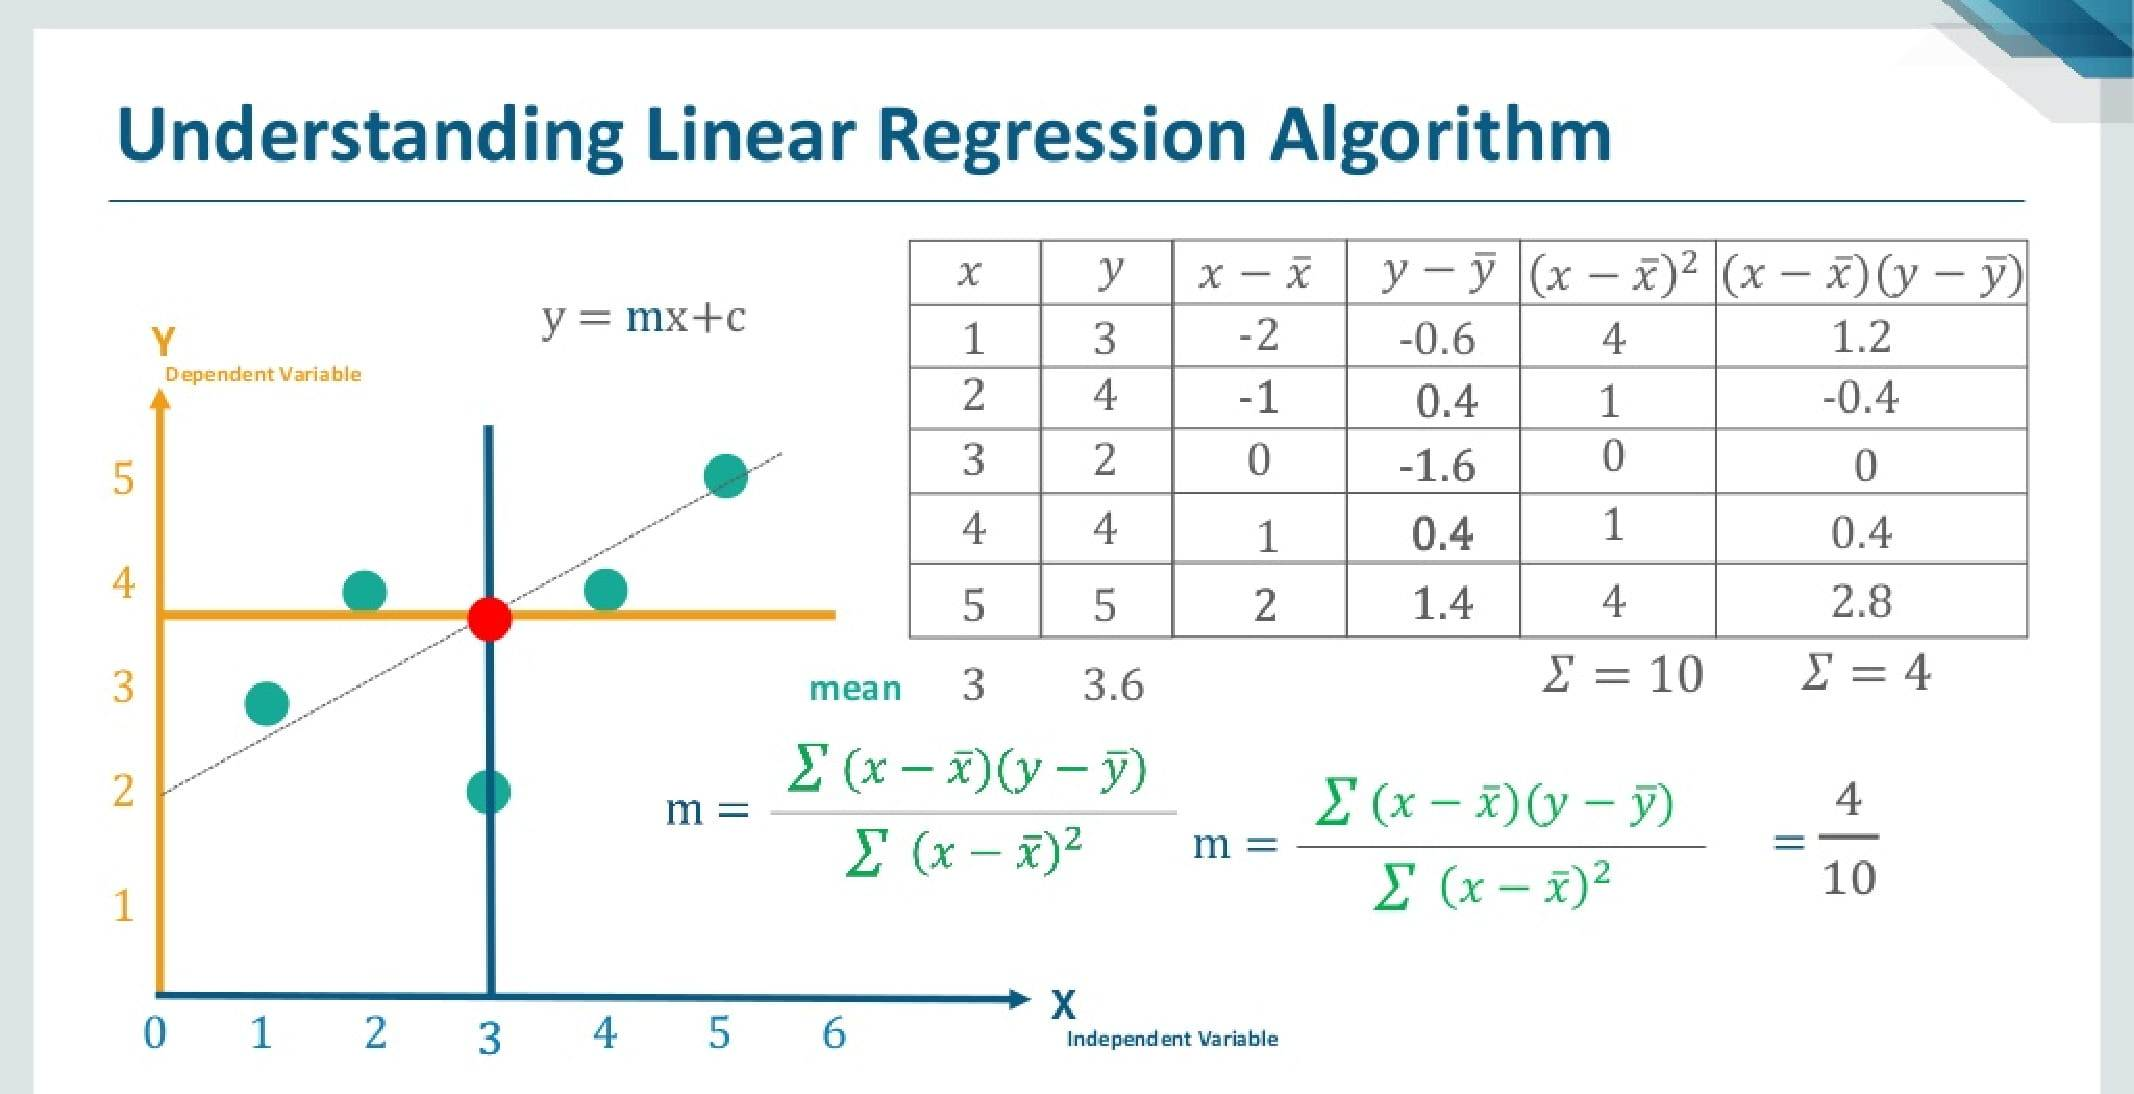 Understanding Linear Regression Algorithm
y = mx+c
Y
Dependent Variable
5
4
3
2
1
0 1 2 3 4 5 6
X
Independent Variable
x y x − x̄ y − ȳ (x − x̄)² (x − x̄)(y − ȳ)
1 3 -2 -0.6 4 1.2
2 4 -1 0.4 1 -0.4
3 2 0 -1.6 0 0
4 4 1 0.4 1 0.4
5 5 2 1.4 4 2.8
mean 3 3.6 Σ = 10 Σ = 4
m = Σ (x − x̄)(y − ȳ) / Σ (x − x̄)²
m = Σ (x − x̄)(y − ȳ) / Σ (x − x̄)² = 4 / 10